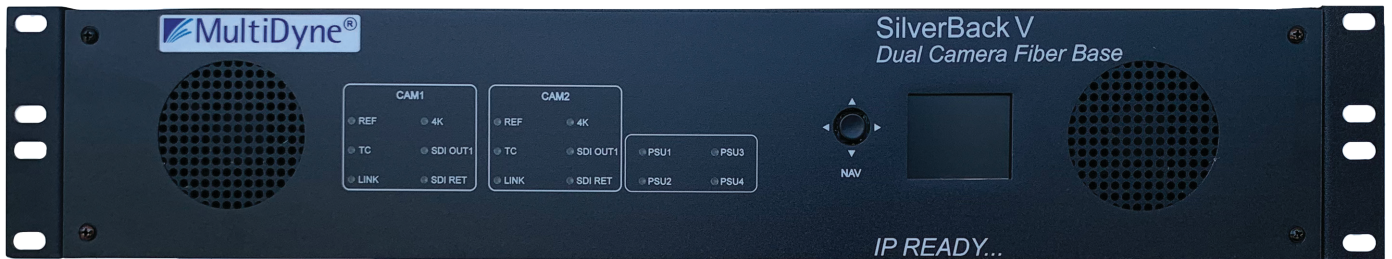 MultiDyne®
SilverBack V
Dual Camera Fiber Base
CAM1
REF 4K
TC SDI OUT1
LINK SDI RET
CAM2
REF 4K
TC SDI OUT1
LINK SDI RET
PSU1 PSU3
PSU2 PSU4
NAV
IP READY...